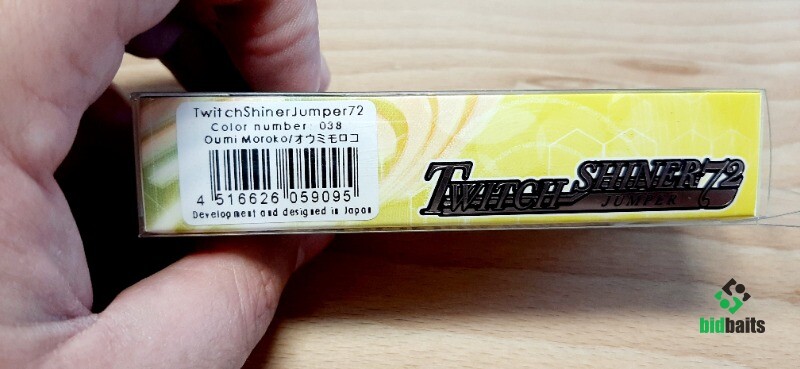 TwitchShinerJumper72
Color number: 038
Oumi Moroko/オウミモロコ
4 516626 059095
Development and designed in Japan
TWITCH SHINER 72
JUMPER
bidbaits